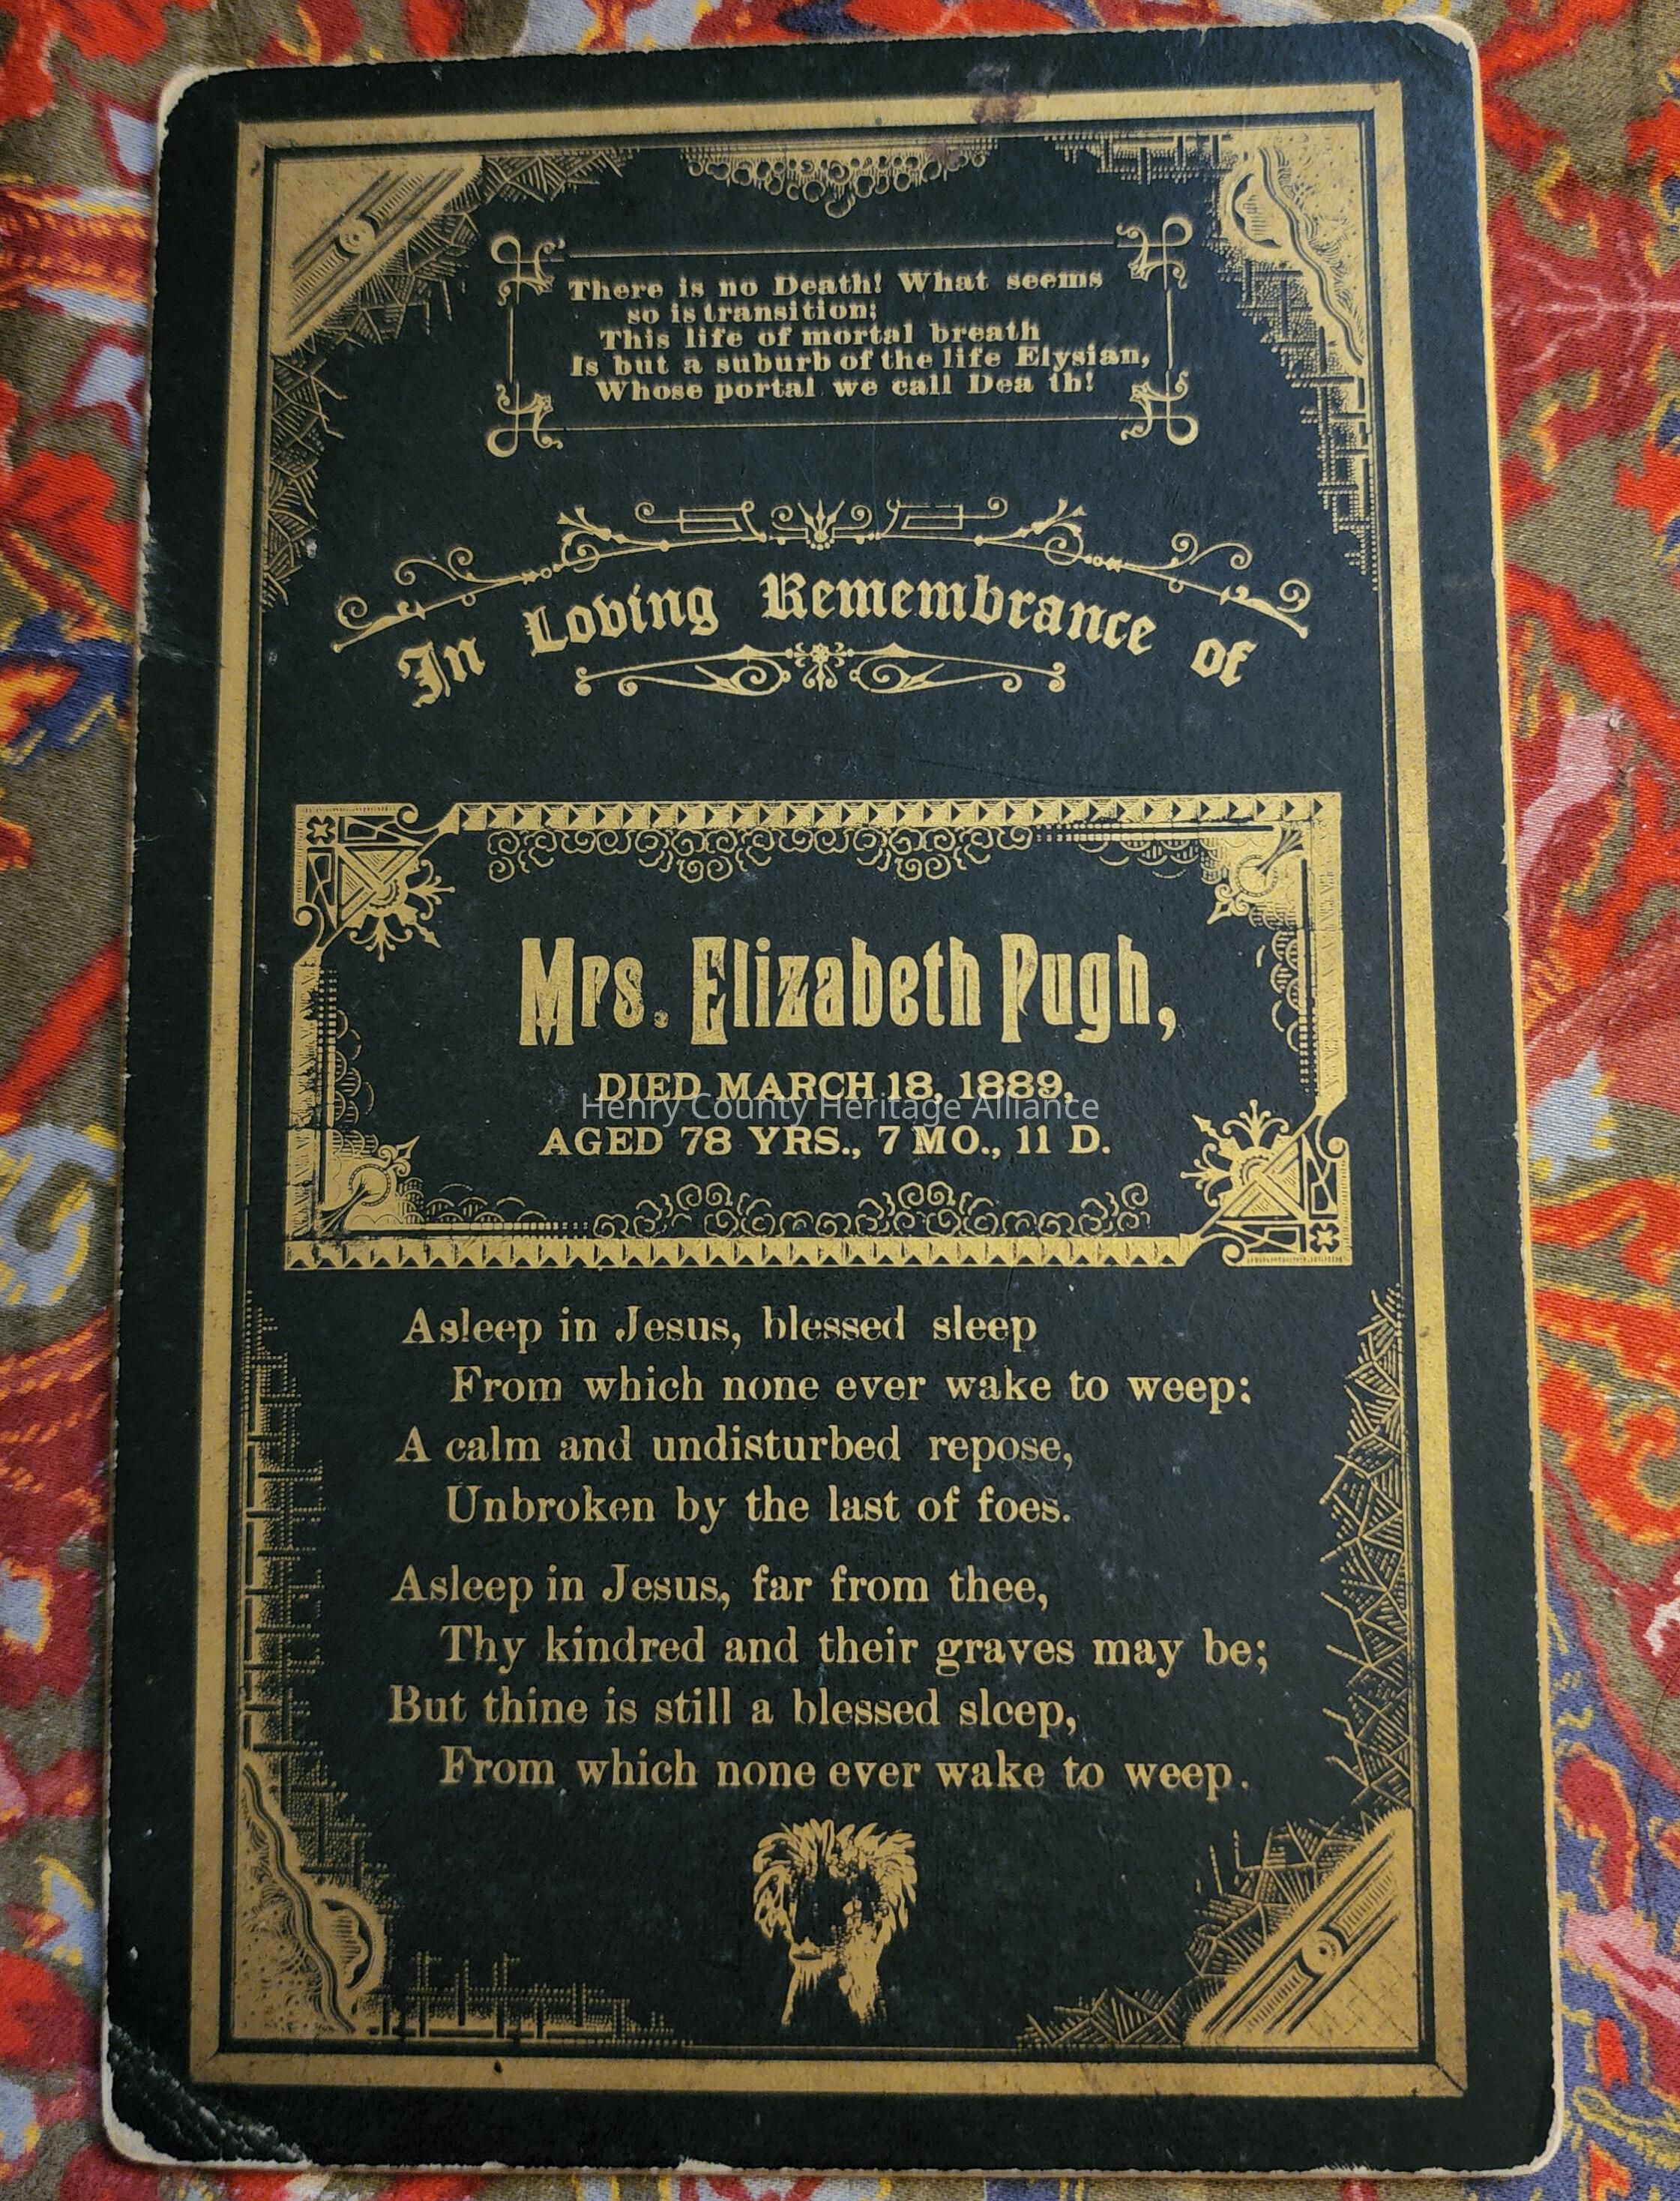 There is no Death! What seems
so is transition;
This life of mortal breath
Is but a suburb of the life Elysian,
Whose portal we call Dea th!
In Loving Remembrance of
Mrs. Elizabeth Pugh,
DIED MARCH 18, 1889,
Henry County Heritage Alliance
AGED 78 YRS., 7 MO., 11 D.
Asleep in Jesus, blessed sleep
From which none ever wake to weep:
A calm and undisturbed repose,
Unbroken by the last of foes.
Asleep in Jesus, far from thee,
Thy kindred and their graves may be;
But thine is still a blessed sleep,
From which none ever wake to weep.